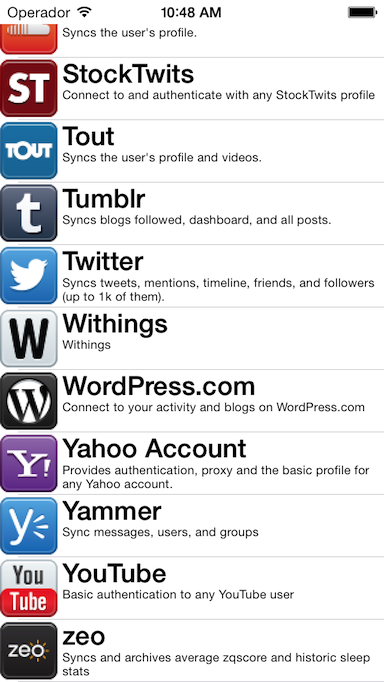 Operador 10:48 AM
Syncs the user's profile.
ST
StockTwits
Connect to and authenticate with any StockTwits profile
TOUT
Tout
Syncs the user's profile and videos.
t
Tumblr
Syncs blogs followed, dashboard, and all posts.
Twitter
Syncs tweets, mentions, timeline, friends, and followers
(up to 1k of them).
W
Withings
Withings
W
WordPress.com
Connect to your activity and blogs on WordPress.com
Y!
Yahoo Account
Provides authentication, proxy and the basic profile for
any Yahoo account.
y
Yammer
Sync messages, users, and groups
You
Tube
YouTube
Basic authentication to any YouTube user
zeo
zeo
Syncs and archives average zqscore and historic sleep
stats